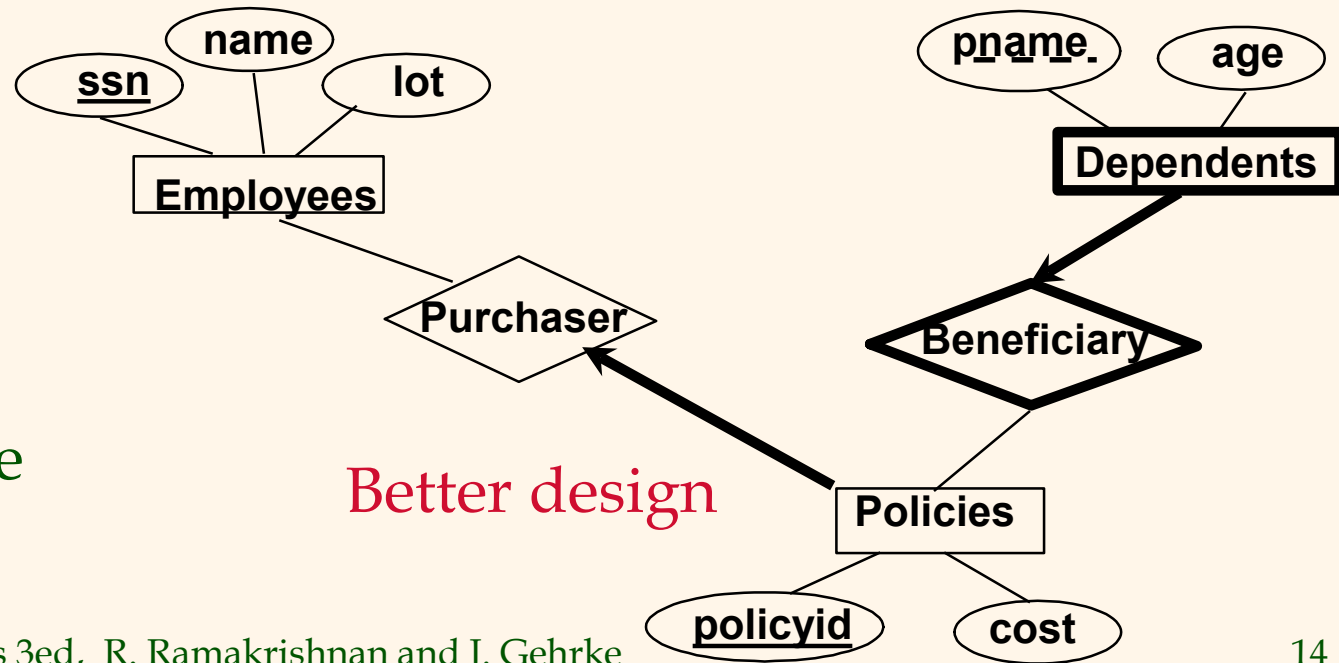 name
pname
age
ssn
lot
Dependents
Employees
Purchaser
Beneficiary
e
Better design
Policies
policyid
cost
s 3ed, R. Ramakrishnan and J. Gehrke
14